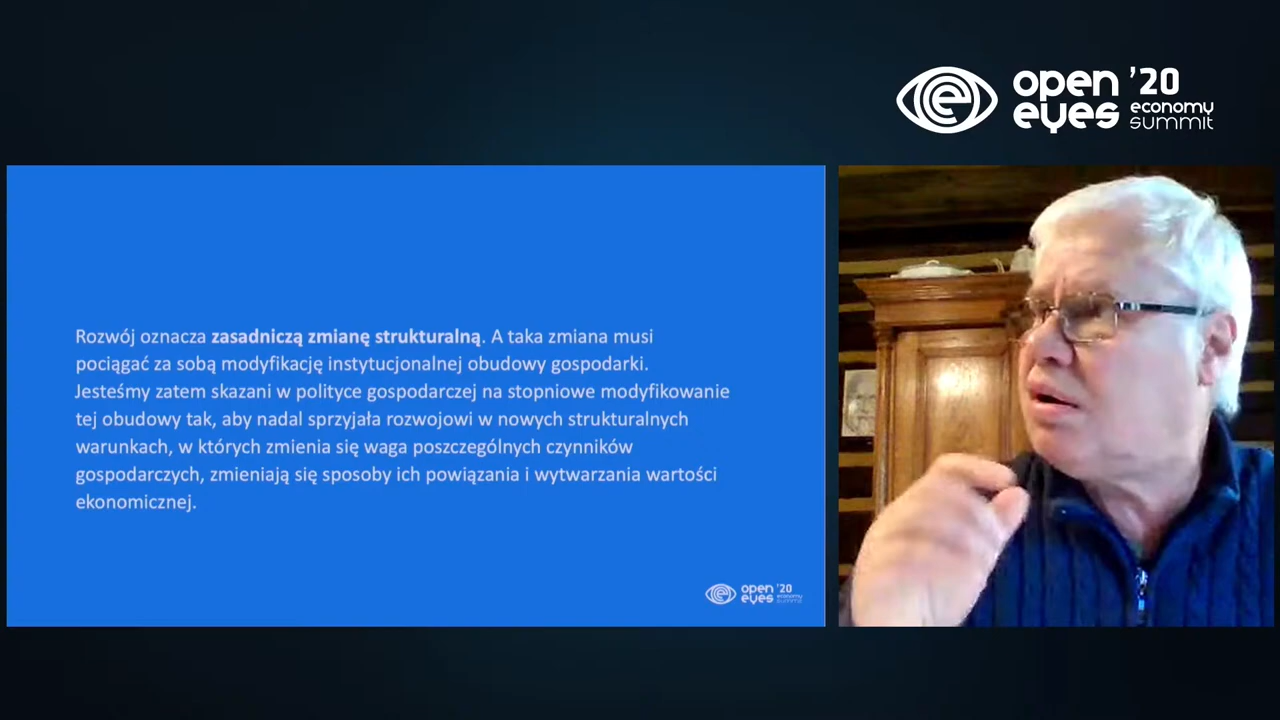 open '20
eyes economy
summit
Rozwój oznacza zasadniczą zmianę strukturalną. A taka zmiana musi
pociągać za sobą modyfikację instytucjonalnej obudowy gospodarki.
Jesteśmy zatem skazani w polityce gospodarczej na stopniowe modyfikowanie
tej obudowy tak, aby nadal sprzyjała rozwojowi w nowych strukturalnych
warunkach, w których zmienia się waga poszczególnych czynników
gospodarczych, zmieniają się sposoby ich powiązania i wytwarzania wartości
ekonomicznej.
open '20
eyes economy
summit